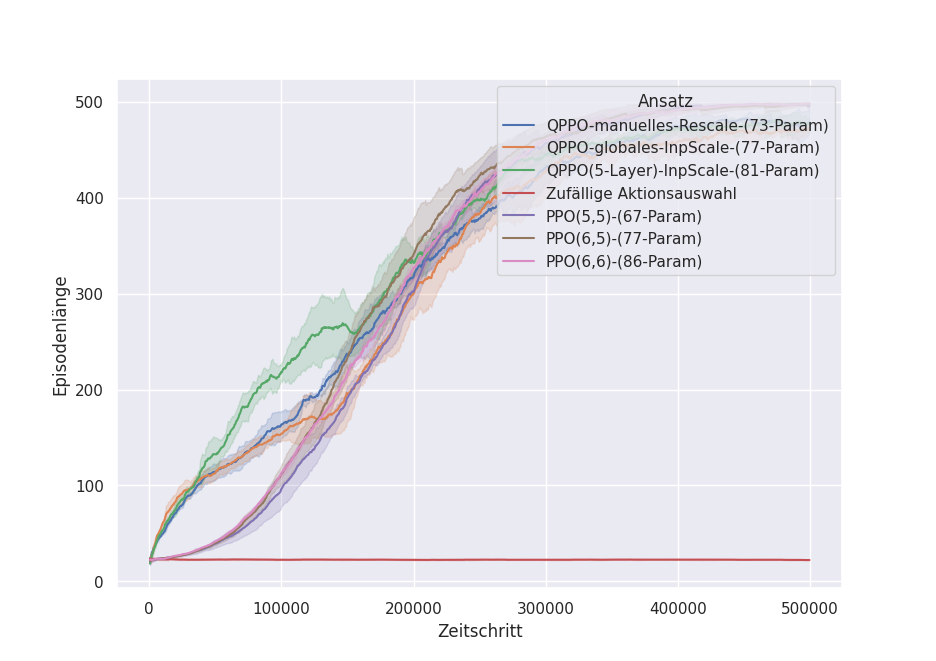 Ansatz
QPPO-manuelles-Rescale-(73-Param)
QPPO-globales-InpScale-(77-Param)
QPPO(5-Layer)-InpScale-(81-Param)
Zufällige Aktionsauswahl
PPO(5,5)-(67-Param)
PPO(6,5)-(77-Param)
PPO(6,6)-(86-Param)
Episodenlänge
500
400
300
200
100
0
0 100000 200000 300000 400000 500000
Zeitschritt